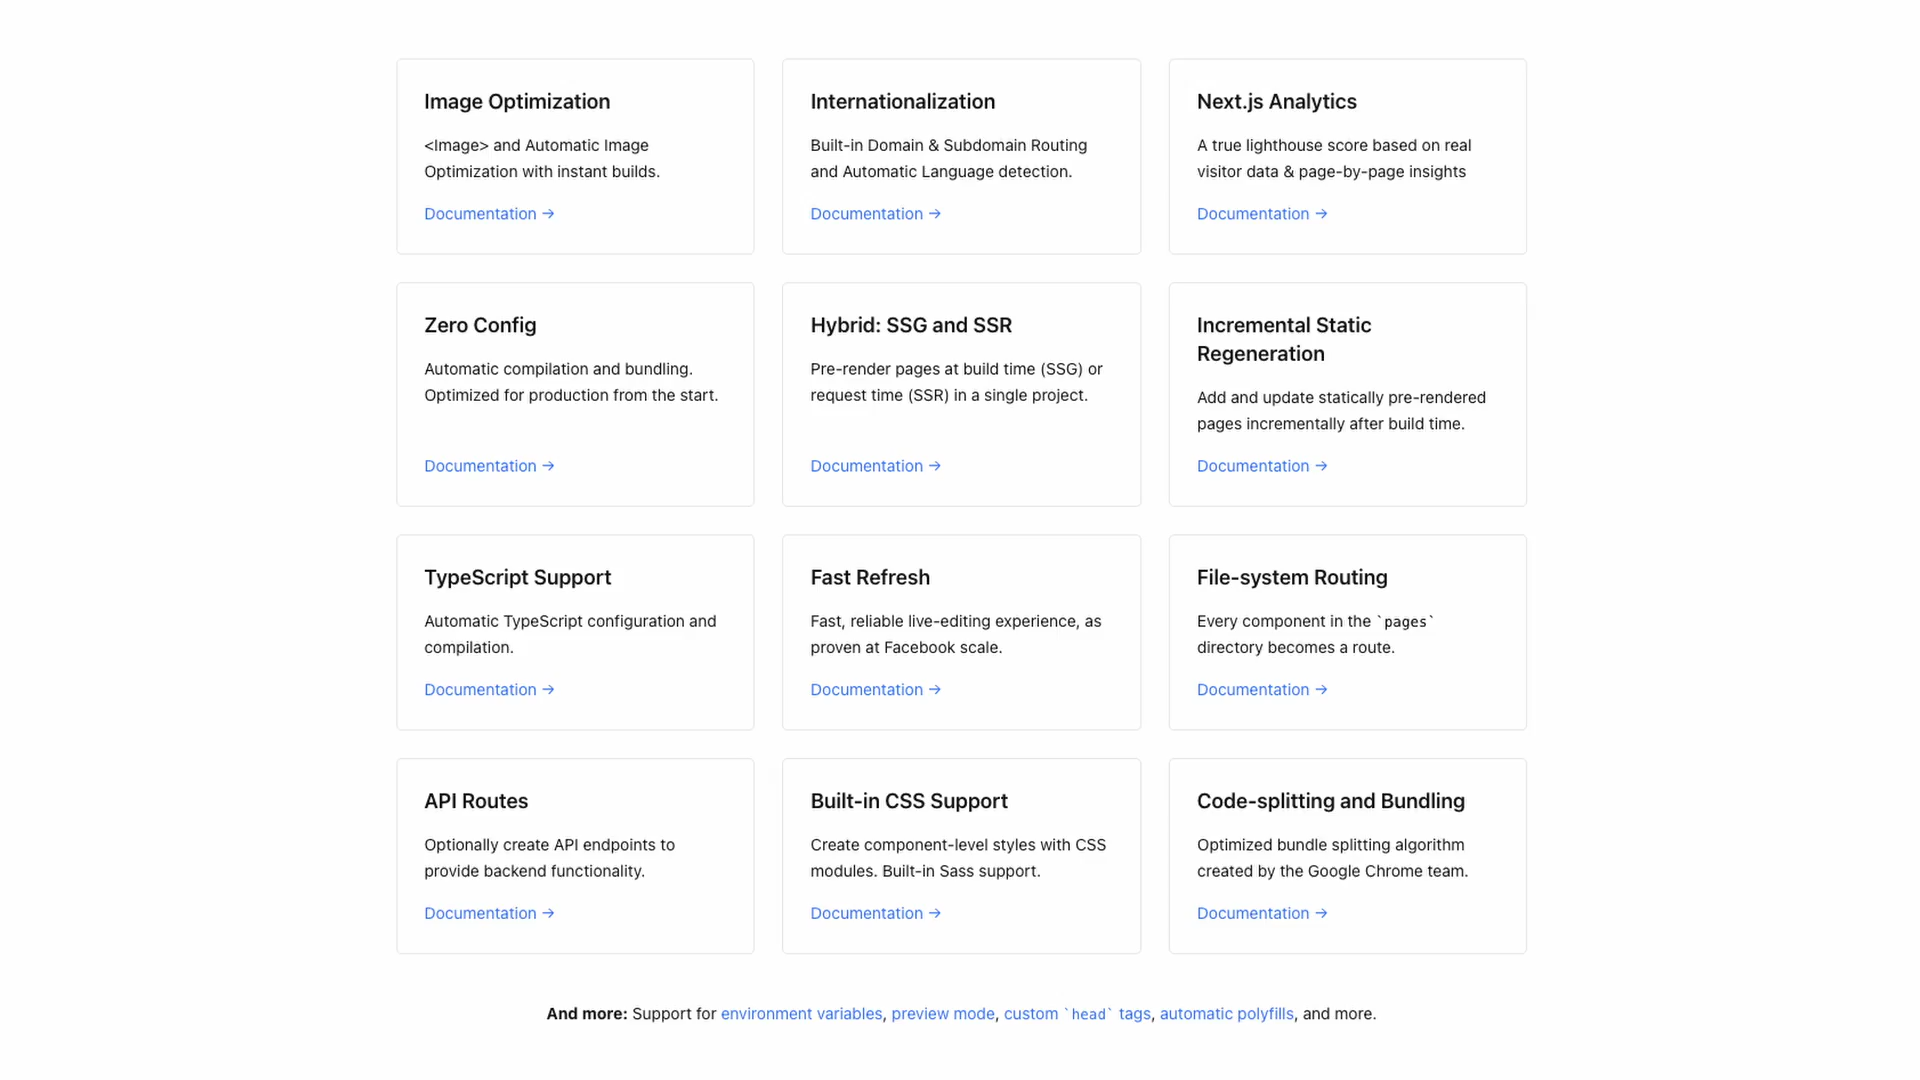 Image Optimization
<Image> and Automatic Image
Optimization with instant builds.
Documentation →
Internationalization
Built-in Domain & Subdomain Routing
and Automatic Language detection.
Documentation →
Next.js Analytics
A true lighthouse score based on real
visitor data & page-by-page insights
Documentation →
Zero Config
Automatic compilation and bundling.
Optimized for production from the start.
Documentation →
Hybrid: SSG and SSR
Pre-render pages at build time (SSG) or
request time (SSR) in a single project.
Documentation →
Incremental Static
Regeneration
Add and update statically pre-rendered
pages incrementally after build time.
Documentation →
TypeScript Support
Automatic TypeScript configuration and
compilation.
Documentation →
Fast Refresh
Fast, reliable live-editing experience, as
proven at Facebook scale.
Documentation →
File-system Routing
Every component in the `pages`
directory becomes a route.
Documentation →
API Routes
Optionally create API endpoints to
provide backend functionality.
Documentation →
Built-in CSS Support
Create component-level styles with CSS
modules. Built-in Sass support.
Documentation →
Code-splitting and Bundling
Optimized bundle splitting algorithm
created by the Google Chrome team.
Documentation →
And more: Support for environment variables, preview mode, custom `head` tags, automatic polyfills, and more.